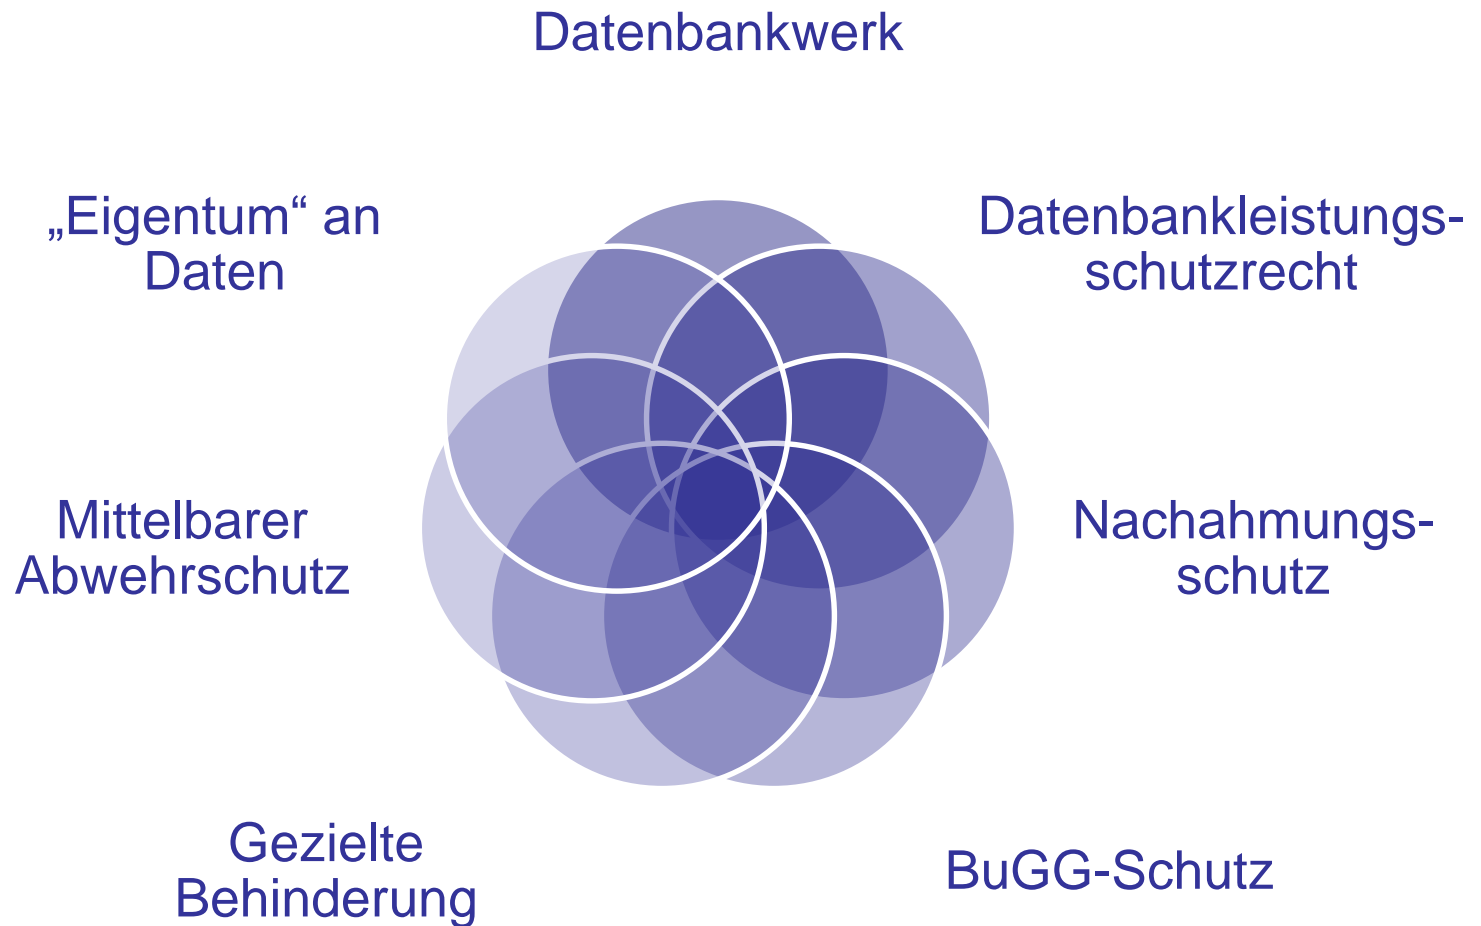 Datenbankwerk
„Eigentum“ an
Daten
Datenbankleistungs-
schutzrecht
Mittelbarer
Abwehrschutz
Nachahmungs-
schutz
Gezielte
Behinderung
BuGG-Schutz